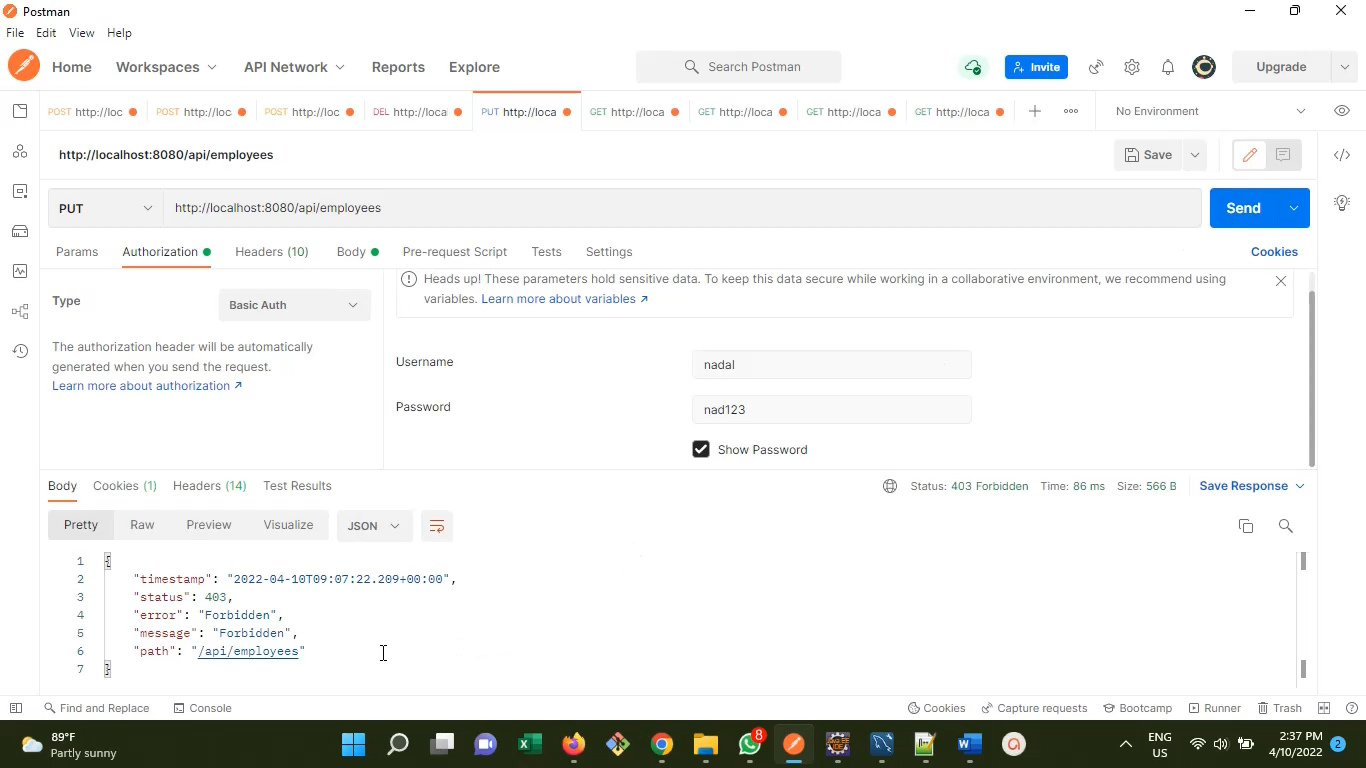 Postman
File Edit View Help
Home Workspaces API Network Reports Explore Search Postman Invite Upgrade
POST http://loc POST http://loc POST http://loc DEL http://loca PUT http://loca GET http://loca GET http://loca GET http://loca GET http://loca No Environment
http://localhost:8080/api/employees Save
PUT http://localhost:8080/api/employees Send
Params Authorization Headers (10) Body Pre-request Script Tests Settings Cookies
Heads up! These parameters hold sensitive data. To keep this data secure while working in a collaborative environment, we recommend using
variables. Learn more about variables ↗
Type Basic Auth
The authorization header will be automatically
generated when you send the request.
Learn more about authorization ↗
Username nadal
Password nad123
Show Password
Body Cookies (1) Headers (14) Test Results Status: 403 Forbidden Time: 86 ms Size: 566 B Save Response
Pretty Raw Preview Visualize JSON
1 {
2 "timestamp": "2022-04-10T09:07:22.209+00:00",
3 "status": 403,
4 "error": "Forbidden",
5 "message": "Forbidden",
6 "path": "/api/employees"
7 }
Find and Replace Console Cookies Capture requests Bootcamp Runner Trash
89°F
Partly sunny
8
ENG
US
2:37 PM
4/10/2022
2